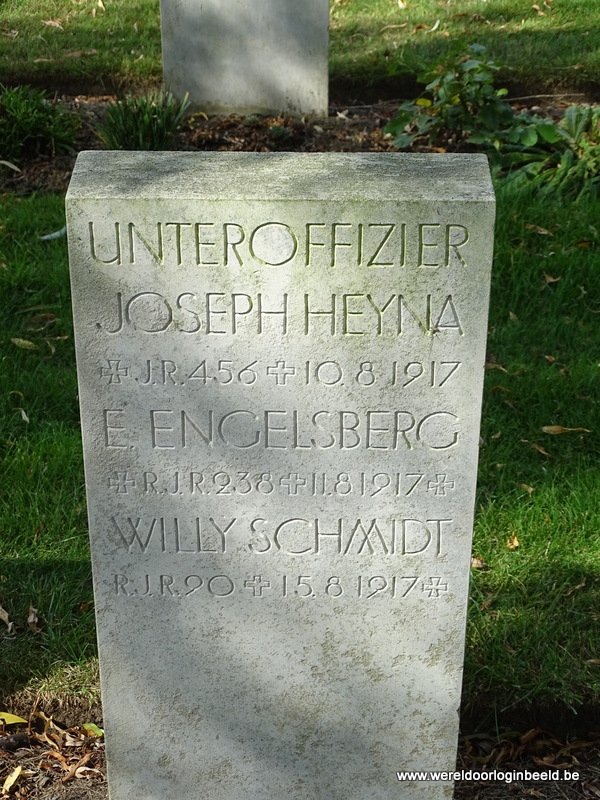 UNTEROFFIZIER
JOSEPH HEYNA
✠ J.R.456 ✠ 10.8 1917
E. ENGELSBERG
✠ R.J.R.238 ✠ 11.8 1917 ✠
WILLY SCHMIDT
R.J.R.90 ✠ 15.8 1917 ✠
www.wereldoorloginbeeld.be